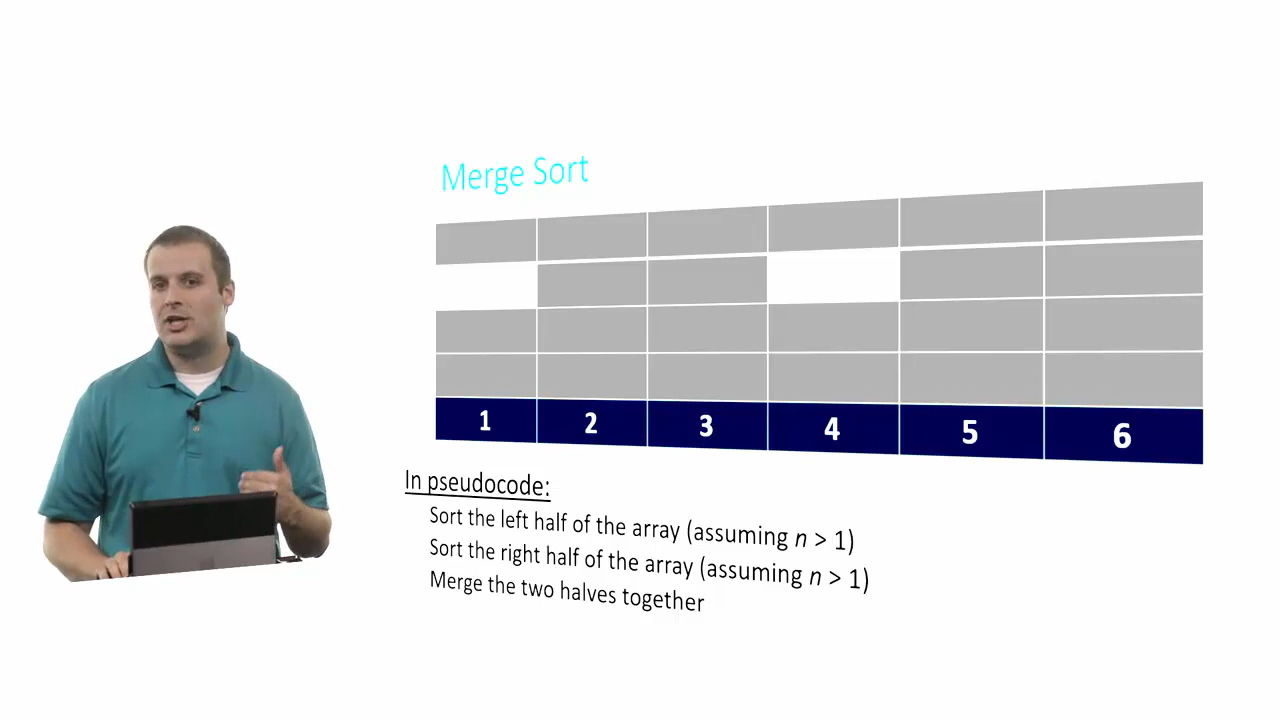 Merge Sort
1 2 3 4 5 6
In pseudocode:
Sort the left half of the array (assuming n > 1)
Sort the right half of the array (assuming n > 1)
Merge the two halves together